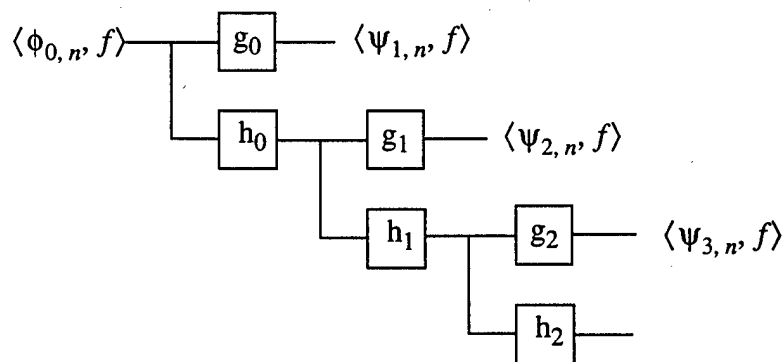 ⟨ϕ0, n, f⟩ g0 ⟨ψ1, n, f⟩
h0 g1 ⟨ψ2, n, f⟩
h1 g2 ⟨ψ3, n, f⟩
h2